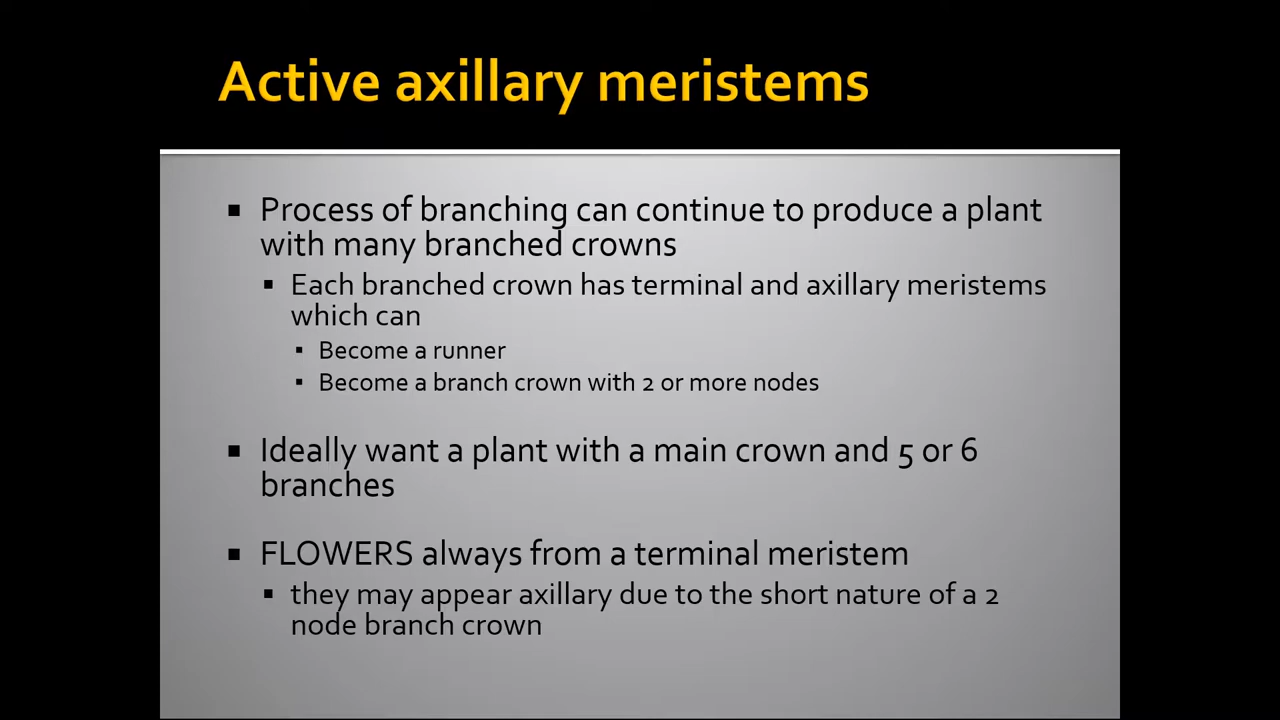 Active axillary meristems
▪ Process of branching can continue to produce a plant
with many branched crowns
▪ Each branched crown has terminal and axillary meristems
which can
▪ Become a runner
▪ Become a branch crown with 2 or more nodes
▪ Ideally want a plant with a main crown and 5 or 6
branches
▪ FLOWERS always from a terminal meristem
▪ they may appear axillary due to the short nature of a 2
node branch crown